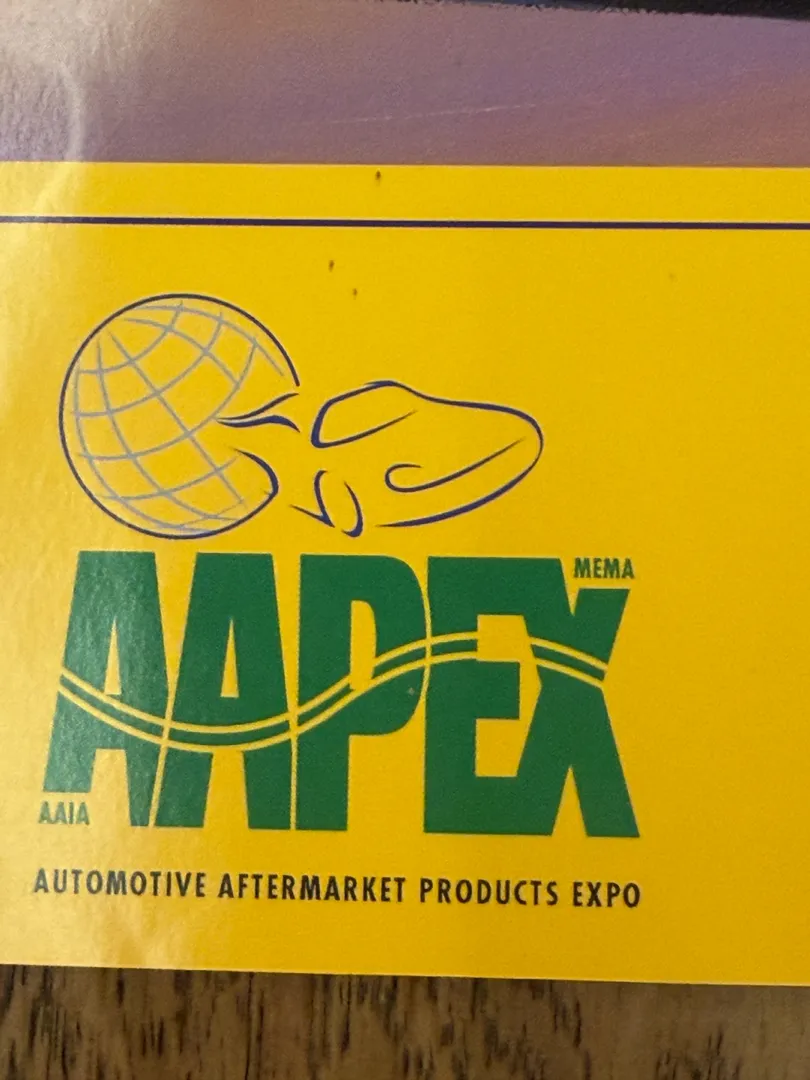 MEMA
AAPEX
AAIA
AUTOMOTIVE AFTERMARKET PRODUCTS EXPO